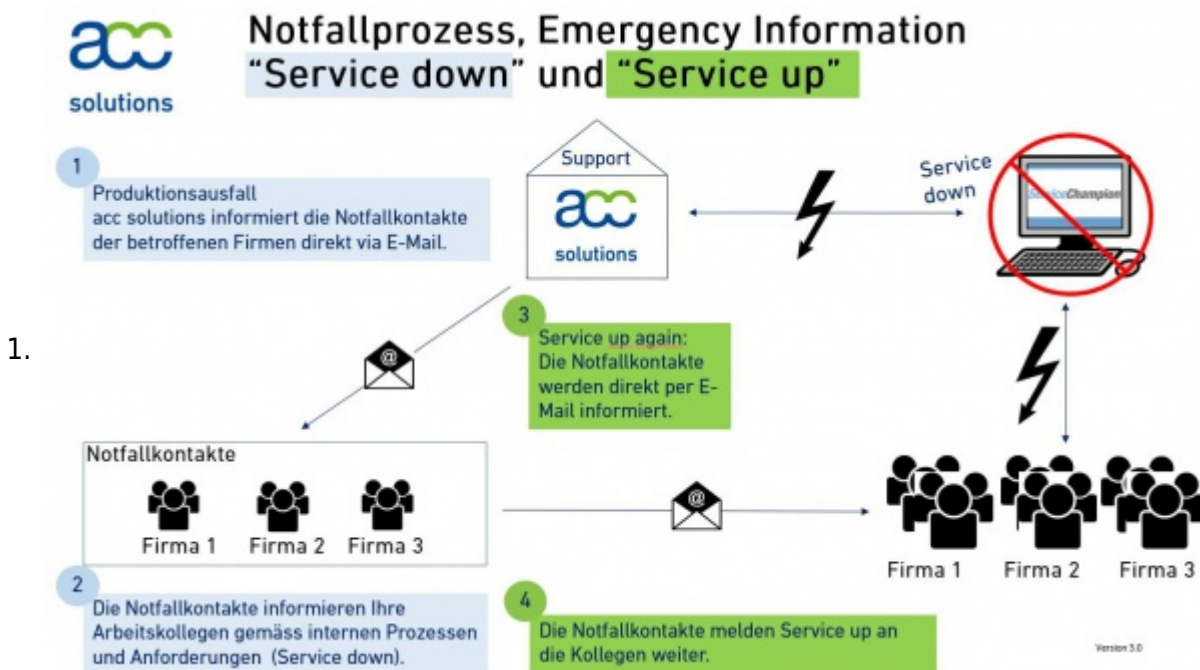 acc
solutions
Notfallprozess, Emergency Information
“Service down” und “Service up”
1
Produktionsausfall
acc solutions informiert die Notfallkontakte
der betroffenen Firmen direkt via E-Mail.
Support
acc
solutions
Service
down
ServiceChampion
1.
3
Service up again:
Die Notfallkontakte
werden direkt per E-
Mail informiert.
@
Notfallkontakte
Firma 1 Firma 2 Firma 3
@
Firma 1 Firma 2 Firma 3
2
Die Notfallkontakte informieren Ihre
Arbeitskollegen gemäss internen Prozessen
und Anforderungen (Service down).
4
Die Notfallkontakte melden Service up an
die Kollegen weiter.
Version 3.0